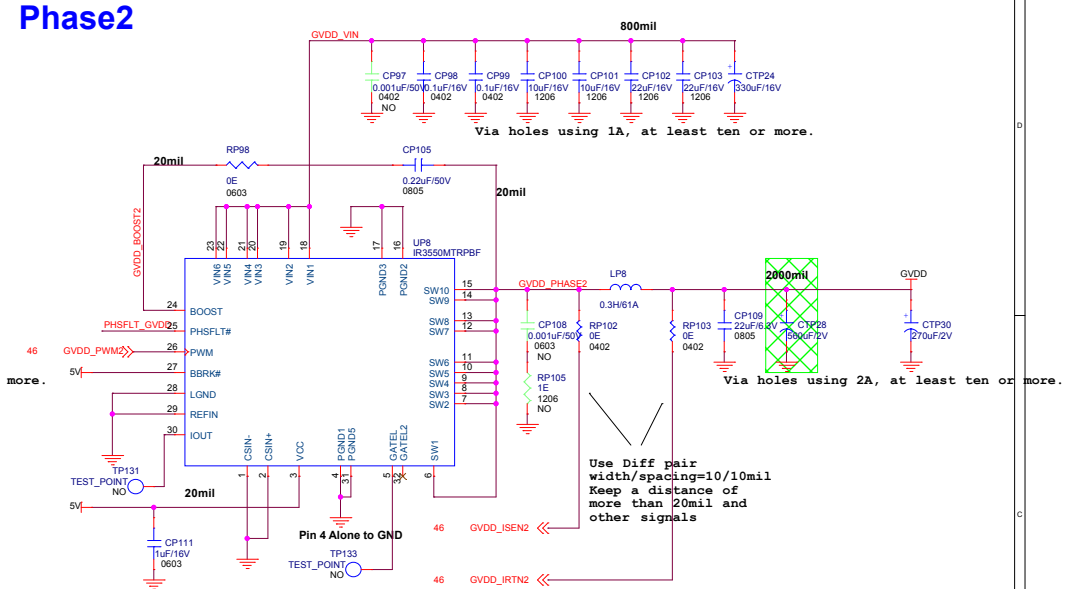 Phase2
800mil
GVDD_VIN
CP97
0.001uF/50V
0402
NO
CP98
0.1uF/16V
0402
CP99
0.1uF/16V
0402
CP100
10uF/16V
1206
CP101
10uF/16V
1206
CP102
22uF/16V
1206
CP103
22uF/16V
1206
+
CTP24
330uF/16V
Via holes using 1A, at least ten or more.
D
20mil
RP98
0E
0603
CP105
0.22uF/50V
0805
20mil
GVDD_BOOST2
23
22
21
20
19
18
17
16
UP8
IR3550MTRPBF
VIN6
VIN5
VIN4
VIN3
VIN2
VIN1
PGND3
PGND2
24
BOOST
PHSFLT_GVDD
25
PHSFLT#
46
GVDD_PWM2
26
PWM
5V
27
BBRK#
more.
28
LGND
29
REFIN
30
IOUT
SW10
15
SW9
14
SW8
13
SW7
12
SW6
11
SW5
10
SW4
9
SW3
8
SW2
7
CSIN-
CSIN+
VCC
PGND1
PGND5
GATEL
GATEL2
SW1
1
2
3
4
31
5
32
6
GVDD_PHASE2
LP8
0.3H/61A
2000mil
GVDD
CP108
0.001uF/50V
0603
NO
RP102
0E
0402
RP103
0E
0402
CP109
22uF/6.3V
0805
+
CTP28
560uF/2V
+
CTP30
270uF/2V
RP105
1E
1206
NO
Via holes using 2A, at least ten or more.
Use Diff pair
width/spacing=10/10mil
Keep a distance of
more than 20mil and
other signals
TP131
TEST_POINT
NO
20mil
5V
CP111
1uF/16V
0603
Pin 4 Alone to GND
TP133
TEST_POINT
NO
46
GVDD_ISEN2
46
GVDD_IRTN2
C